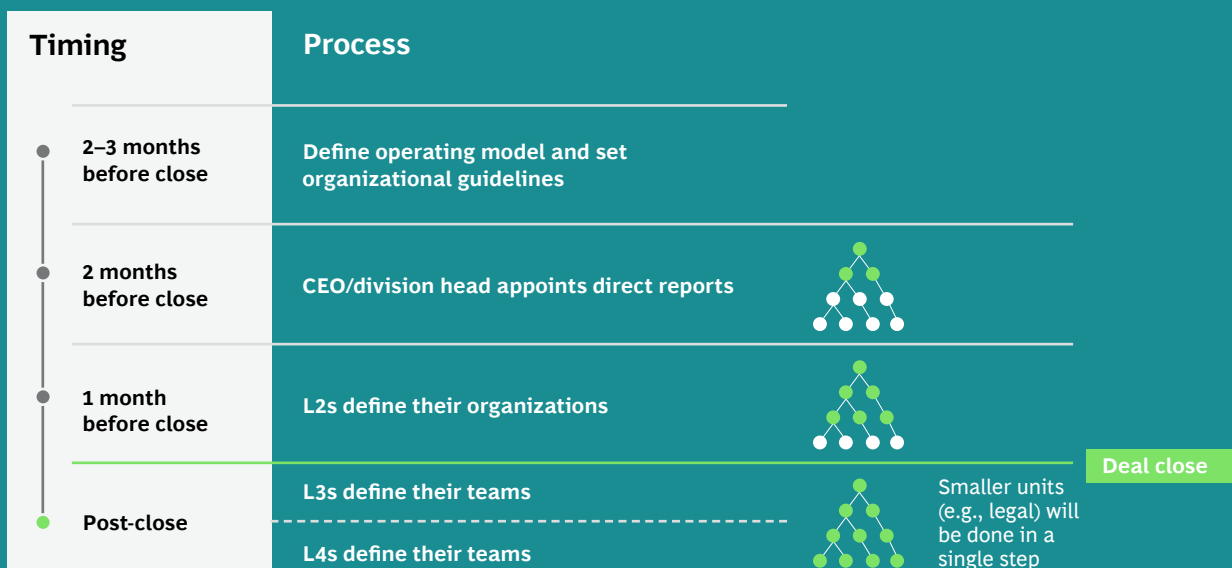 Timing
Process
2–3 months
before close
Define operating model and set
organizational guidelines
2 months
before close
CEO/division head appoints direct reports
1 month
before close
L2s define their organizations
Deal close
Post-close
L3s define their teams
L4s define their teams
Smaller units
(e.g., legal) will
be done in a
single step